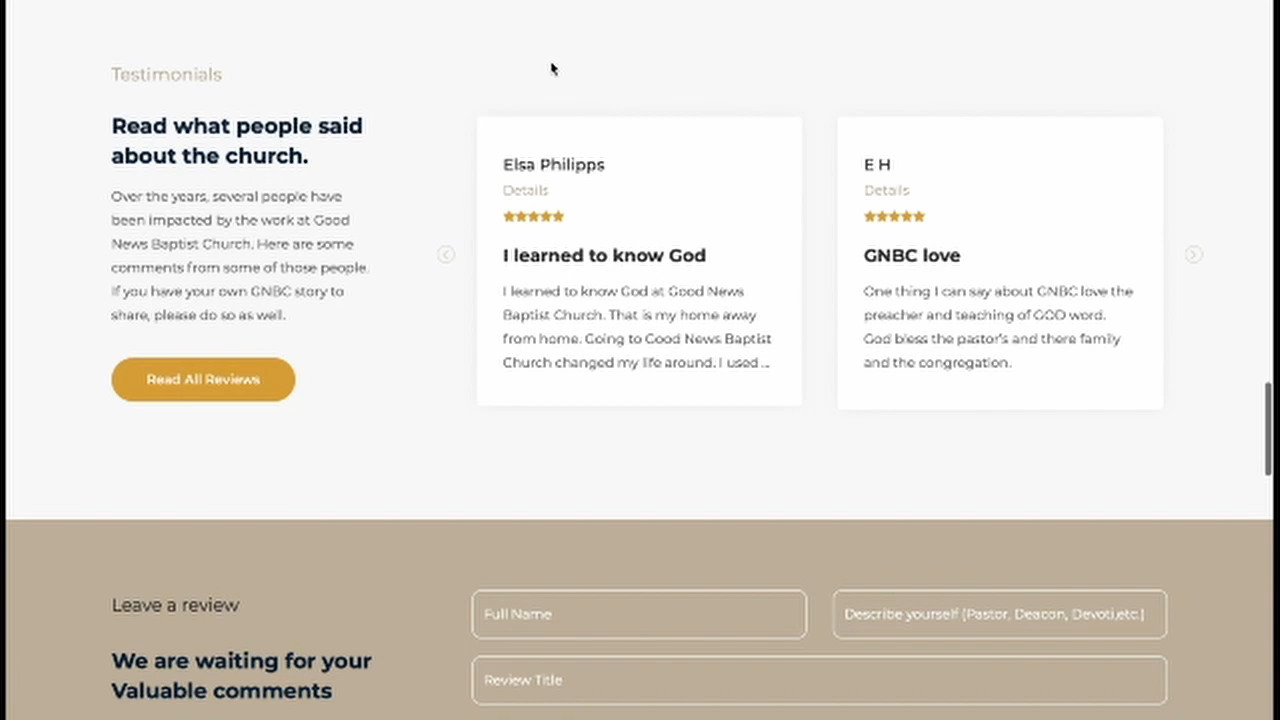 Testimonials
Read what people said
about the church.
Over the years, several people have
been impacted by the work at Good
News Baptist Church. Here are some
comments from some of those people.
If you have your own GNBC story to
share, please do so as well.
Read All Reviews
Elsa Philipps
Details
I learned to know God
I learned to know God at Good News
Baptist Church. That is my home away
from home. Going to Good News Baptist
Church changed my life around. I used ...
E H
Details
GNBC love
One thing I can say about GNBC love the
preacher and teaching of GOD word.
God bless the pastor's and there family
and the congregation.
Leave a review
We are waiting for your
Valuable comments
Full Name
Describe yourself (Pastor, Deacon, Devoti,etc.)
Review Title